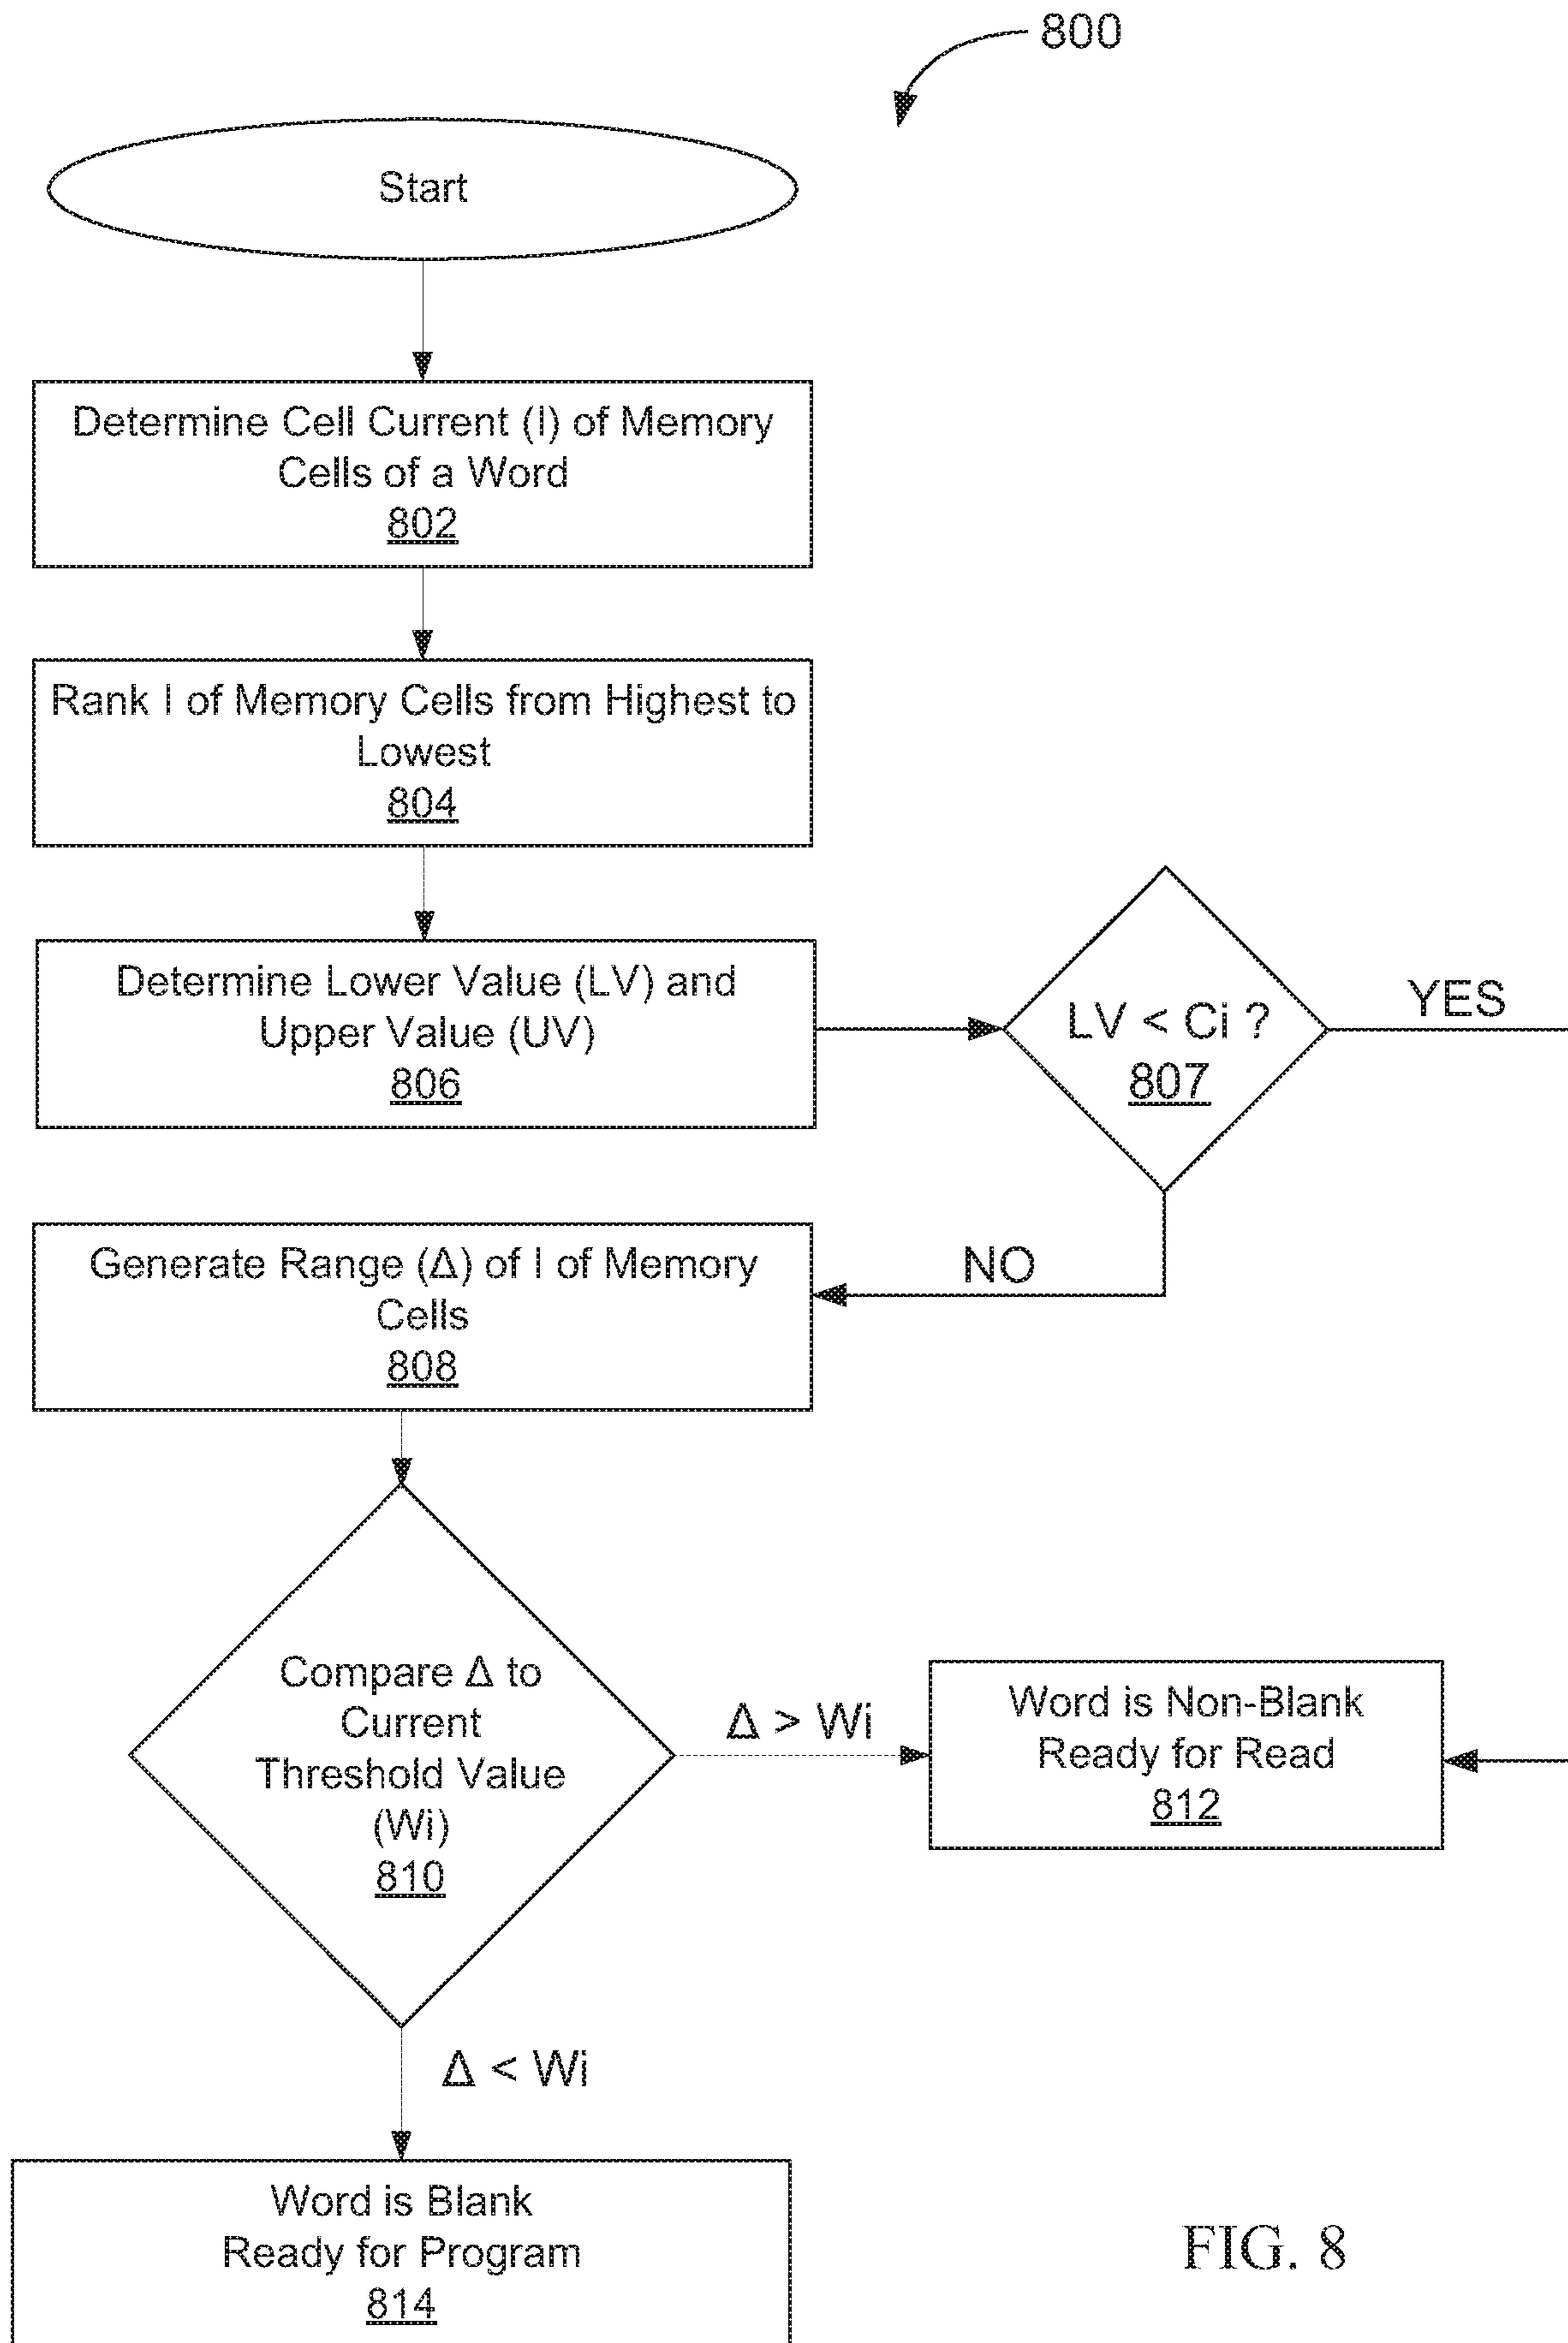 800
Start
Determine Cell Current (I) of Memory
Cells of a Word
802
Rank I of Memory Cells from Highest to
Lowest
804
Determine Lower Value (LV) and
Upper Value (UV)
806
LV < Ci ?
807
YES
NO
Generate Range (Δ) of I of Memory
Cells
808
Compare Δ to
Current
Threshold Value
(Wi)
810
Δ > Wi
Word is Non-Blank
Ready for Read
812
Δ < Wi
Word is Blank
Ready for Program
814
FIG. 8